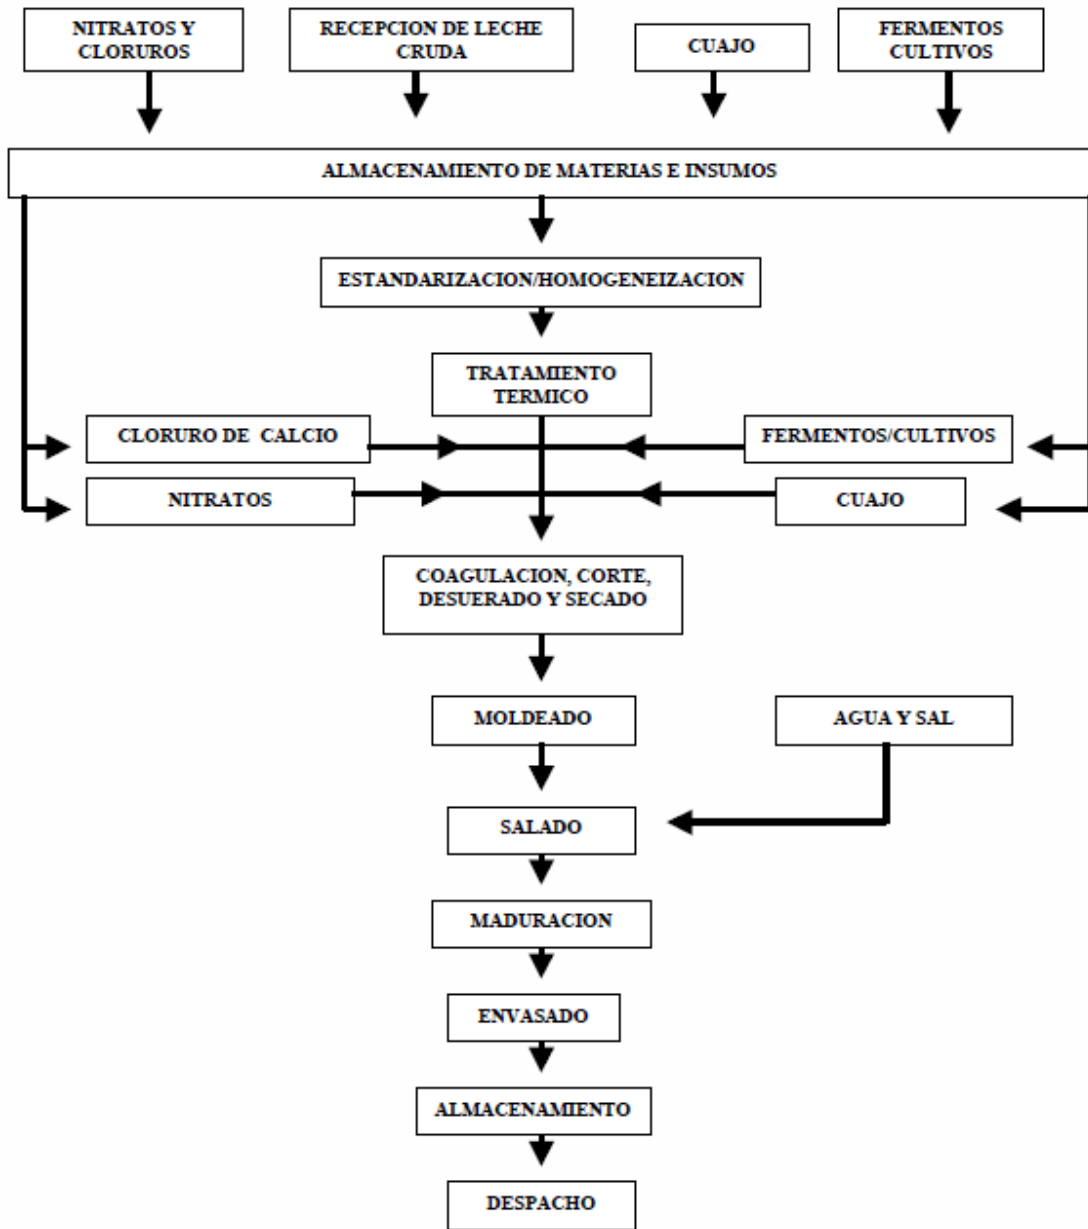 NITRATOS Y
CLORUROS
RECEPCION DE LECHE
CRUDA
CUAJO
FERMENTOS
CULTIVOS
ALMACENAMIENTO DE MATERIAS E INSUMOS
ESTANDARIZACION/HOMOGENEIZACION
TRATAMIENTO
TERMICO
CLORURO DE CALCIO
FERMENTOS/CULTIVOS
NITRATOS
CUAJO
COAGULACION, CORTE,
DESUERADO Y SECADO
MOLDEADO
AGUA Y SAL
SALADO
MADURACION
ENVASADO
ALMACENAMIENTO
DESPACHO